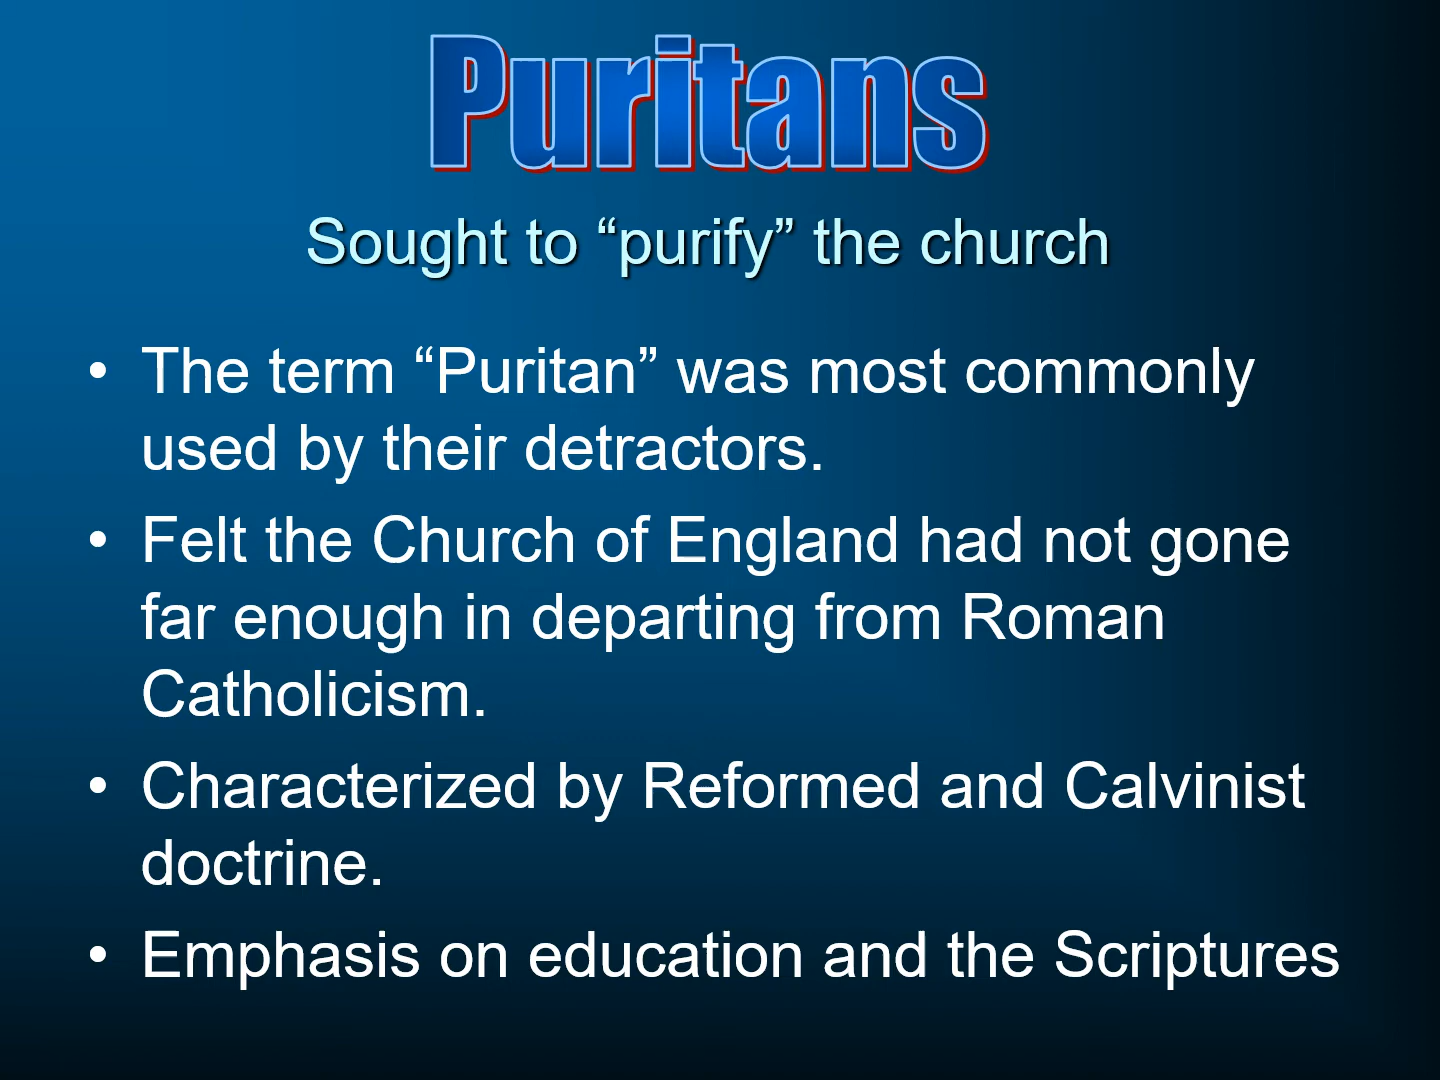 Puritans
Sought to “purify” the church
• The term “Puritan” was most commonly
used by their detractors.
• Felt the Church of England had not gone
far enough in departing from Roman
Catholicism.
• Characterized by Reformed and Calvinist
doctrine.
• Emphasis on education and the Scriptures